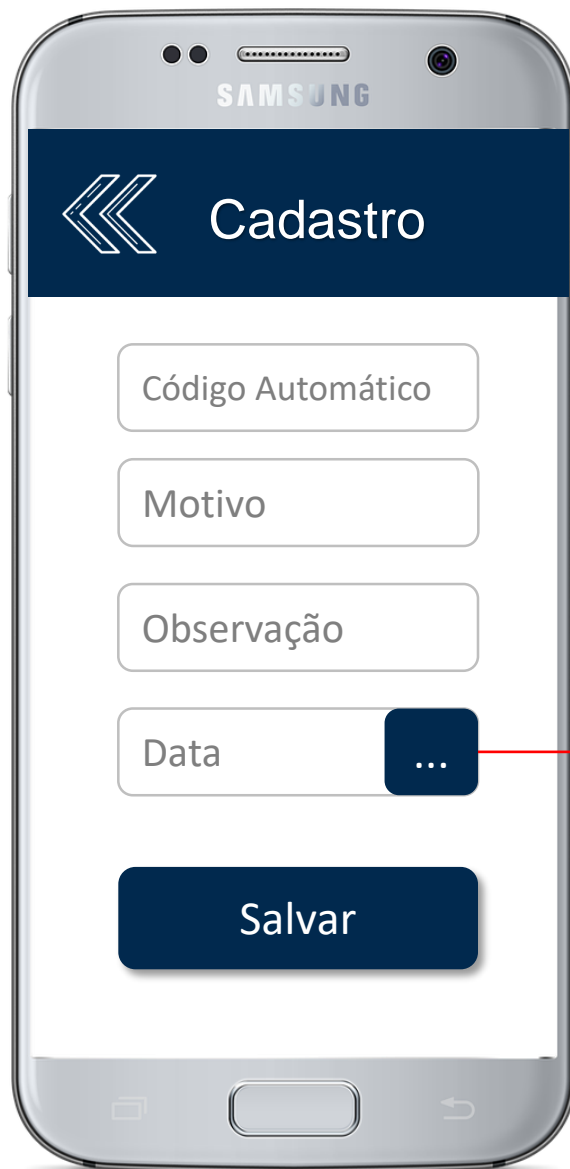 SAMSUNG
Cadastro
Código Automático
Motivo
Observação
Data ...
Salvar